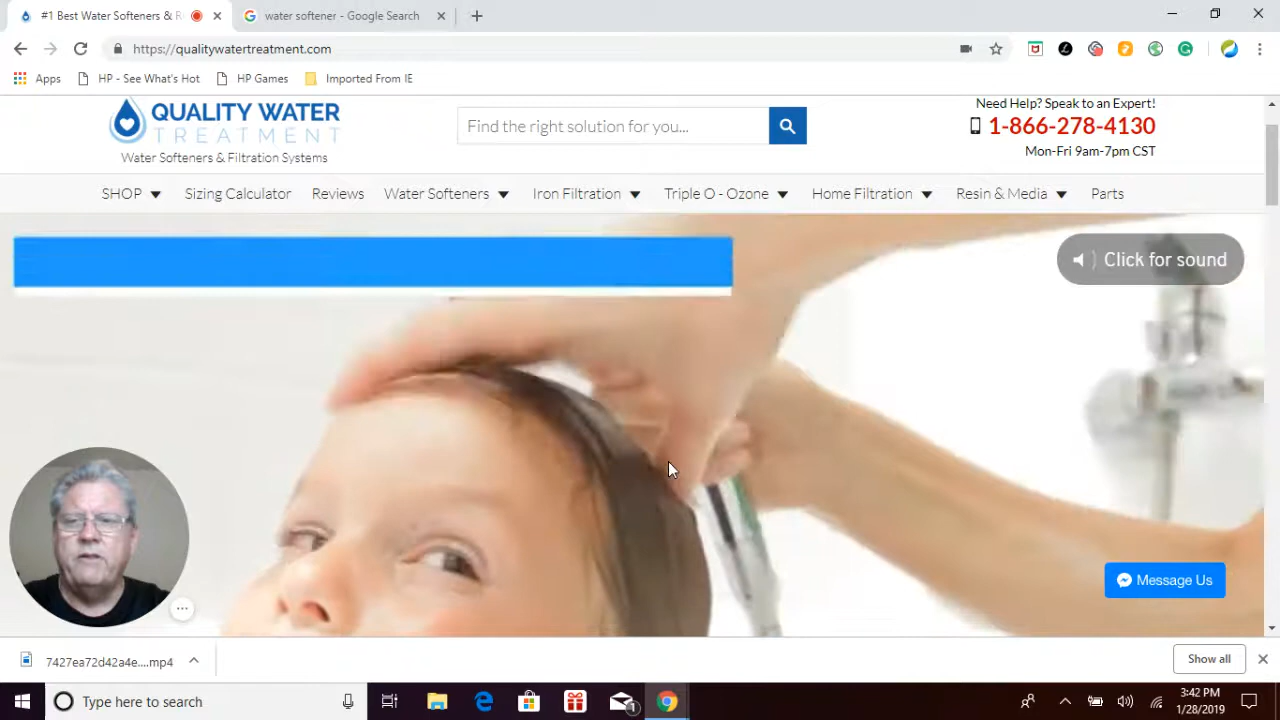 #1 Best Water Softeners & R
water softener - Google Search
https://qualitywatertreatment.com
Apps
HP - See What's Hot
HP Games
Imported From IE
QUALITY WATER
TREATMENT
Water Softeners & Filtration Systems
Find the right solution for you...
Need Help? Speak to an Expert!
1-866-278-4130
Mon-Fri 9am-7pm CST
SHOP
Sizing Calculator
Reviews
Water Softeners
Iron Filtration
Triple O - Ozone
Home Filtration
Resin & Media
Parts
Click for sound
Message Us
7427ea72d42a4e....mp4
Show all
Type here to search
1
3:42 PM
1/28/2019